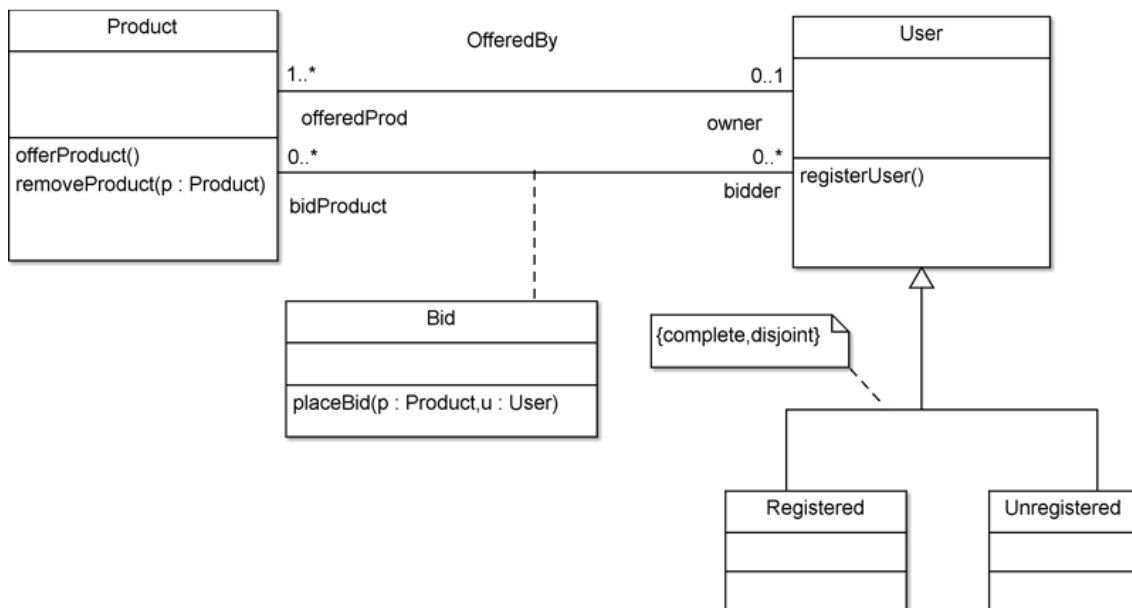 Product
OfferedBy
User
1..*
0..1
offeredProd
owner
offerProduct()
removeProduct(p : Product)
0..*
0..*
bidProduct
bidder
registerUser()
Bid
placeBid(p : Product,u : User)
{complete,disjoint}
Registered
Unregistered